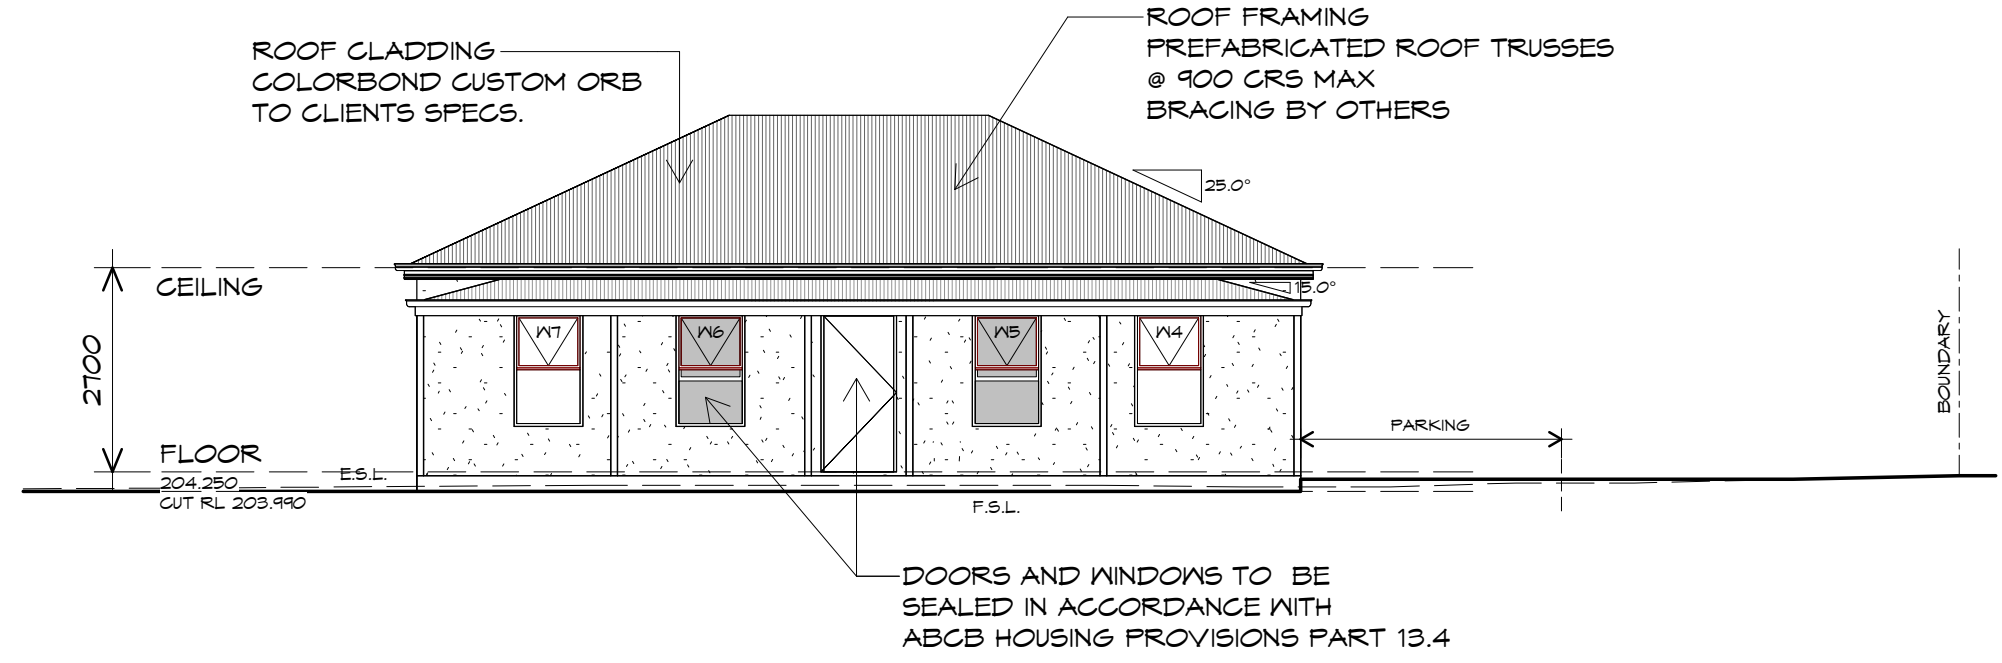 ROOF CLADDING
COLORBOND CUSTOM ORB
TO CLIENTS SPECS.
ROOF FRAMING
PREFABRICATED ROOF TRUSSES
@ 900 CRS MAX
BRACING BY OTHERS
25.0°
CEILING
15.0°
2700
W7
W6
W5
W4
BOUNDARY
PARKING
FLOOR
204.250
CUT RL 203.990
E.S.L.
F.S.L.
DOORS AND WINDOWS TO BE
SEALED IN ACCORDANCE WITH
ABCB HOUSING PROVISIONS PART 13.4